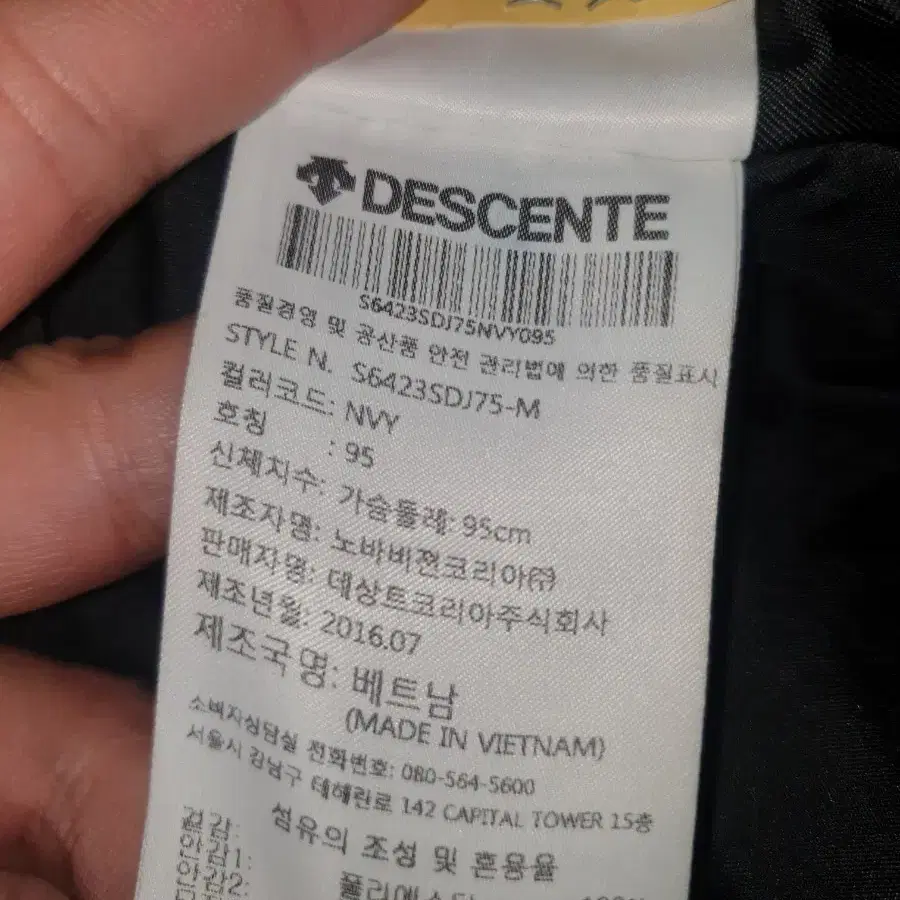 DESCENTE
S6423SDJ75NVY095
품질경영 및 공산품 안전 관리법에 의한 품질표시
STYLE N. S6423SDJ75-M
컬러코드: NVY
호칭 : 95
신체치수: 가슴둘레: 95cm
제조자명: 노바비젼코리아㈜
판매자명: 데상트코리아주식회사
제조년월: 2016.07
제조국명: 베트남
(MADE IN VIETNAM)
소비자상담실 전화번호: 080-564-5600
서울시 강남구 테헤란로 142 CAPITAL TOWER 15층
섬유의 조성 및 혼용율
겉감:
안감1:
안감2: